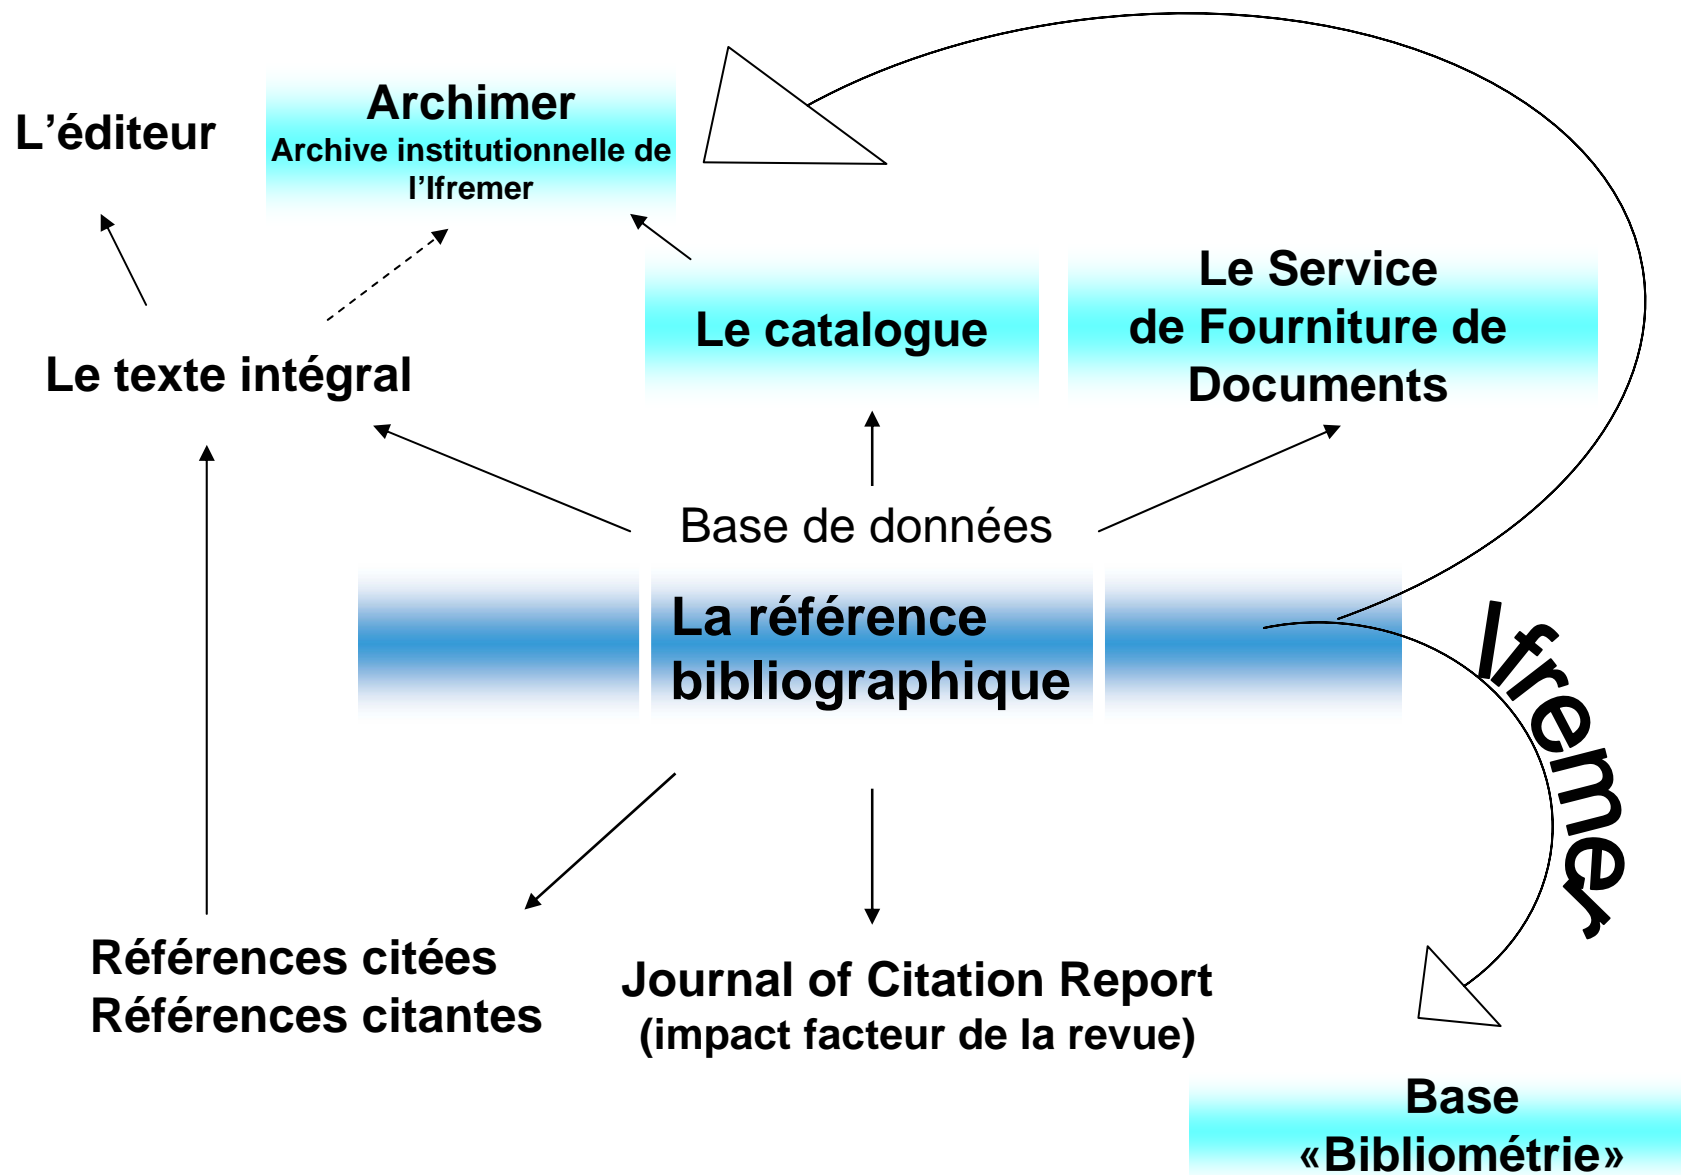 L'éditeur
Archimer
Archive institutionnelle de
l'Ifremer
Le catalogue
Le Service
de Fourniture de
Documents
Le texte intégral
Base de données
La référence
bibliographique
Ifremer
Références citées
Références citantes
Journal of Citation Report
(impact facteur de la revue)
Base
«Bibliométrie»